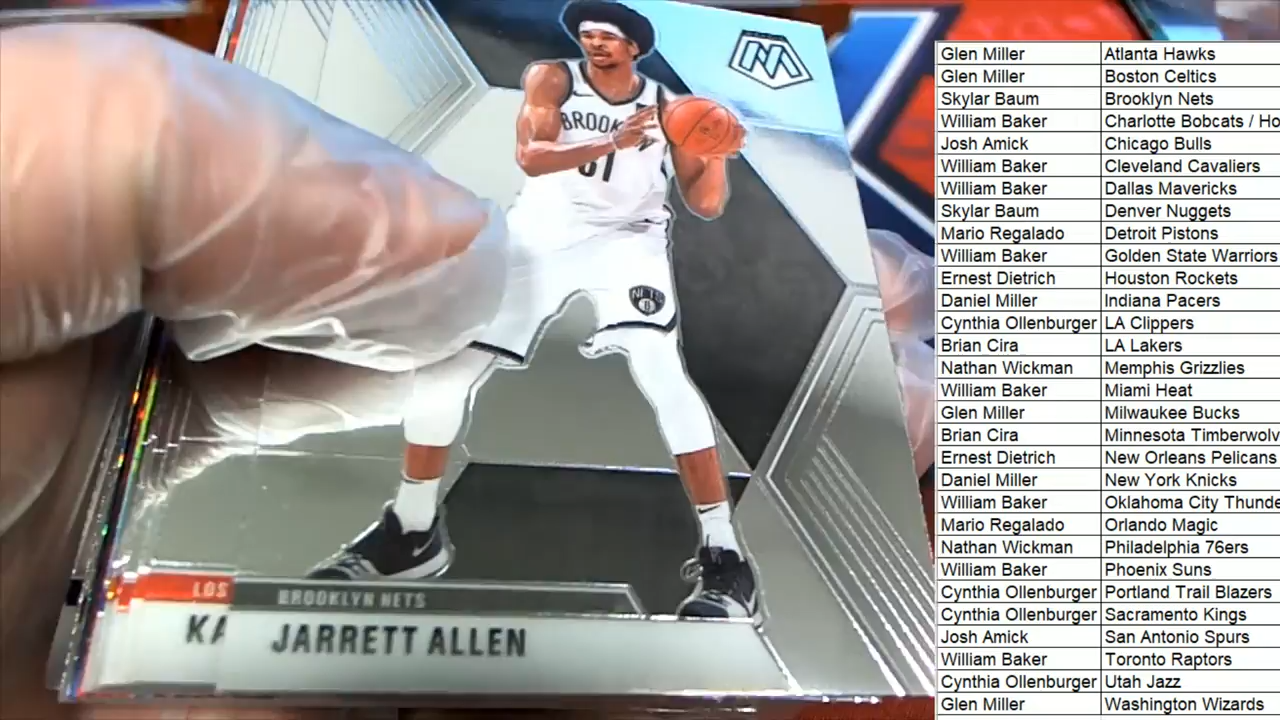 BROOK
31
NETS
B
LOS
BROOKLYN NETS
KA
JARRETT ALLEN
Glen Miller Atlanta Hawks
Glen Miller Boston Celtics
Skylar Baum Brooklyn Nets
William Baker Charlotte Bobcats / Ho
Josh Amick Chicago Bulls
William Baker Cleveland Cavaliers
William Baker Dallas Mavericks
Skylar Baum Denver Nuggets
Mario Regalado Detroit Pistons
William Baker Golden State Warriors
Ernest Dietrich Houston Rockets
Daniel Miller Indiana Pacers
Cynthia Ollenburger LA Clippers
Brian Cira LA Lakers
Nathan Wickman Memphis Grizzlies
William Baker Miami Heat
Glen Miller Milwaukee Bucks
Brian Cira Minnesota Timberwolv
Ernest Dietrich New Orleans Pelicans
Daniel Miller New York Knicks
William Baker Oklahoma City Thunde
Mario Regalado Orlando Magic
Nathan Wickman Philadelphia 76ers
William Baker Phoenix Suns
Cynthia Ollenburger Portland Trail Blazers
Cynthia Ollenburger Sacramento Kings
Josh Amick San Antonio Spurs
William Baker Toronto Raptors
Cynthia Ollenburger Utah Jazz
Glen Miller Washington Wizards